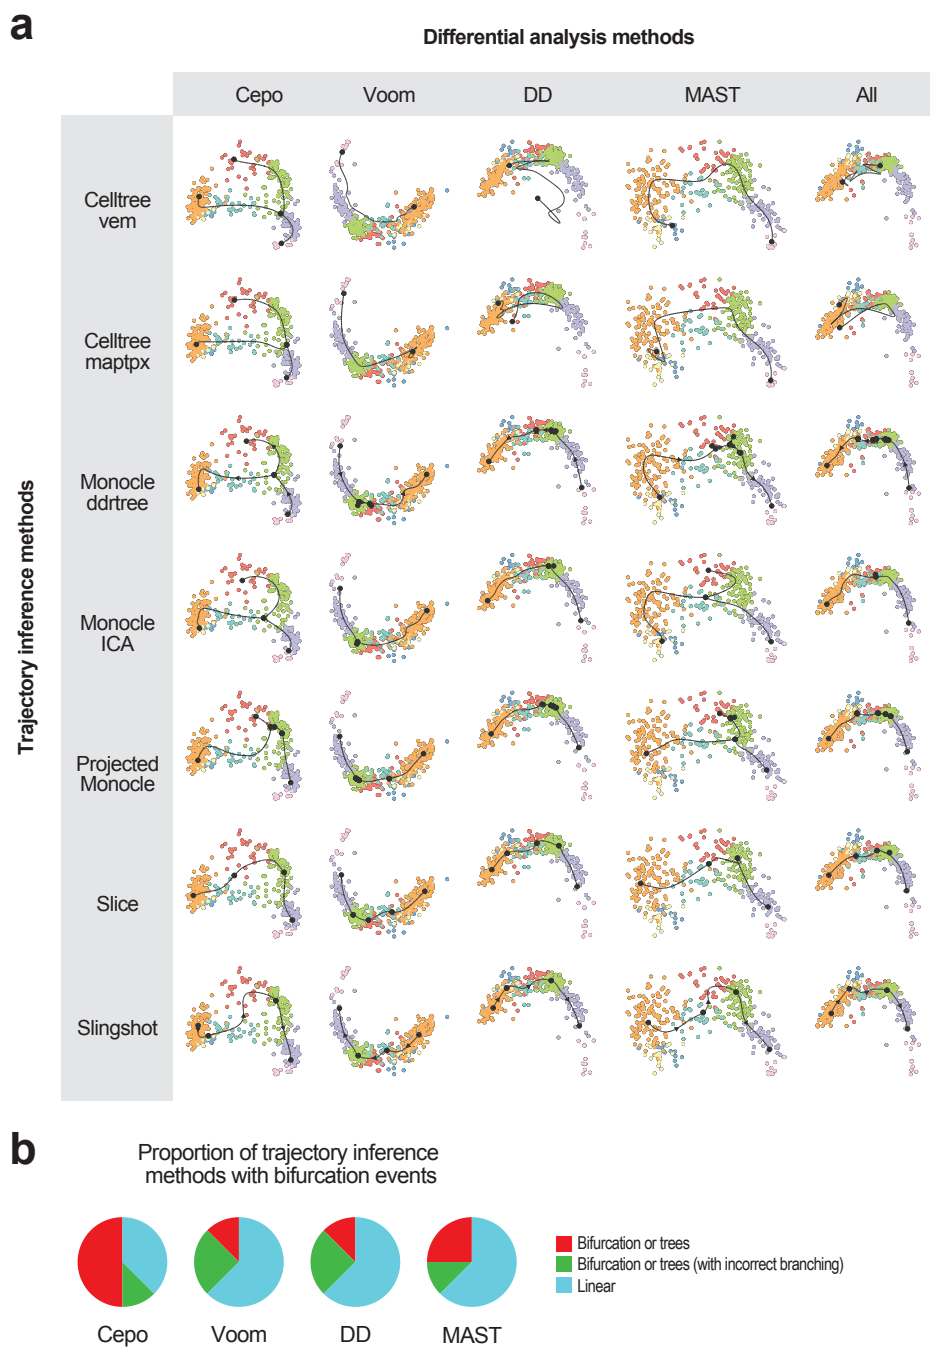 a
Differential analysis methods
Cepo
Voom
DD
MAST
All
Trajectory inference methods
Celltree
vem
Celltree
maptpx
Monocle
ddrtree
Monocle
ICA
Projected
Monocle
Slice
Slingshot
b
Proportion of trajectory inference
methods with bifurcation events
Bifurcation or trees
Bifurcation or trees (with incorrect branching)
Linear
Cepo
Voom
DD
MAST